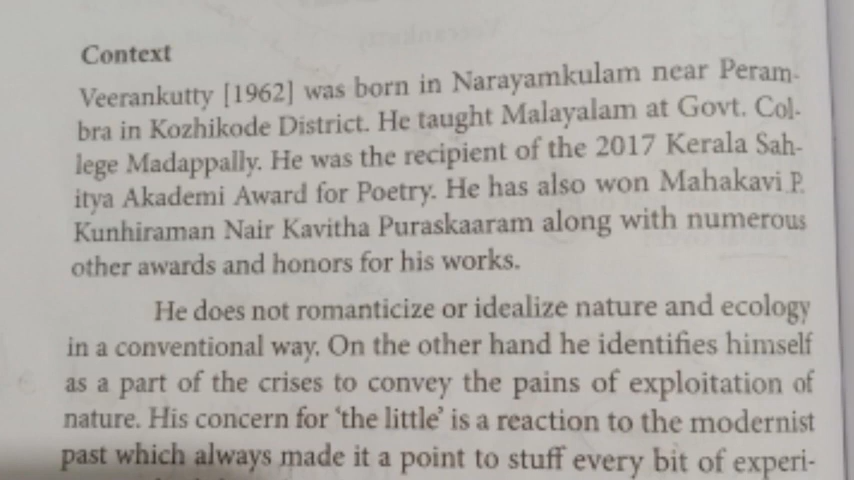 Context
Veerankutty [1962] was born in Narayamkulam near Peram-
bra in Kozhikode District. He taught Malayalam at Govt. Col-
lege Madappally. He was the recipient of the 2017 Kerala Sah-
itya Akademi Award for Poetry. He has also won Mahakavi P.
Kunhiraman Nair Kavitha Puraskaaram along with numerous
other awards and honors for his works.
He does not romanticize or idealize nature and ecology
in a conventional way. On the other hand he identifies himself
as a part of the crises to convey the pains of exploitation of
nature. His concern for ‘the little’ is a reaction to the modernist
past which always made it a point to stuff every bit of experi-